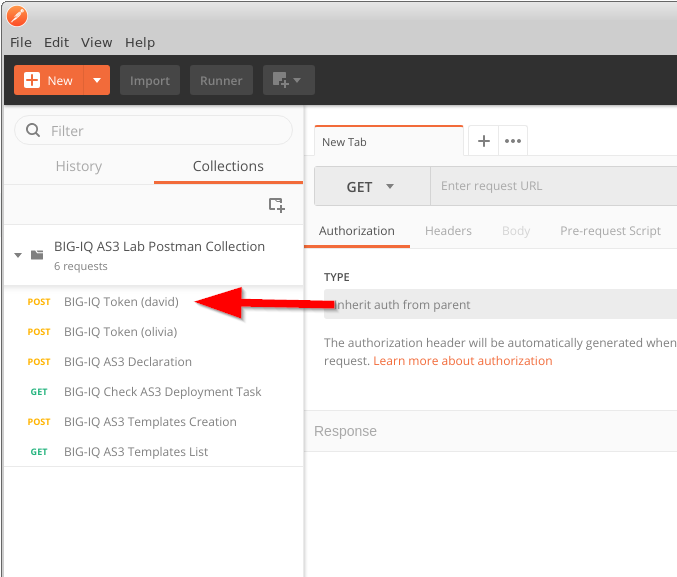 File Edit View Help
New Import Runner
Filter
History Collections
BIG-IQ AS3 Lab Postman Collection
6 requests
POST BIG-IQ Token (david)
POST BIG-IQ Token (olivia)
POST BIG-IQ AS3 Declaration
GET BIG-IQ Check AS3 Deployment Task
POST BIG-IQ AS3 Templates Creation
GET BIG-IQ AS3 Templates List
New Tab
GET Enter request URL
Authorization Headers Body Pre-request Script
TYPE
Inherit auth from parent
The authorization header will be automatically generated when
request. Learn more about authorization
Response